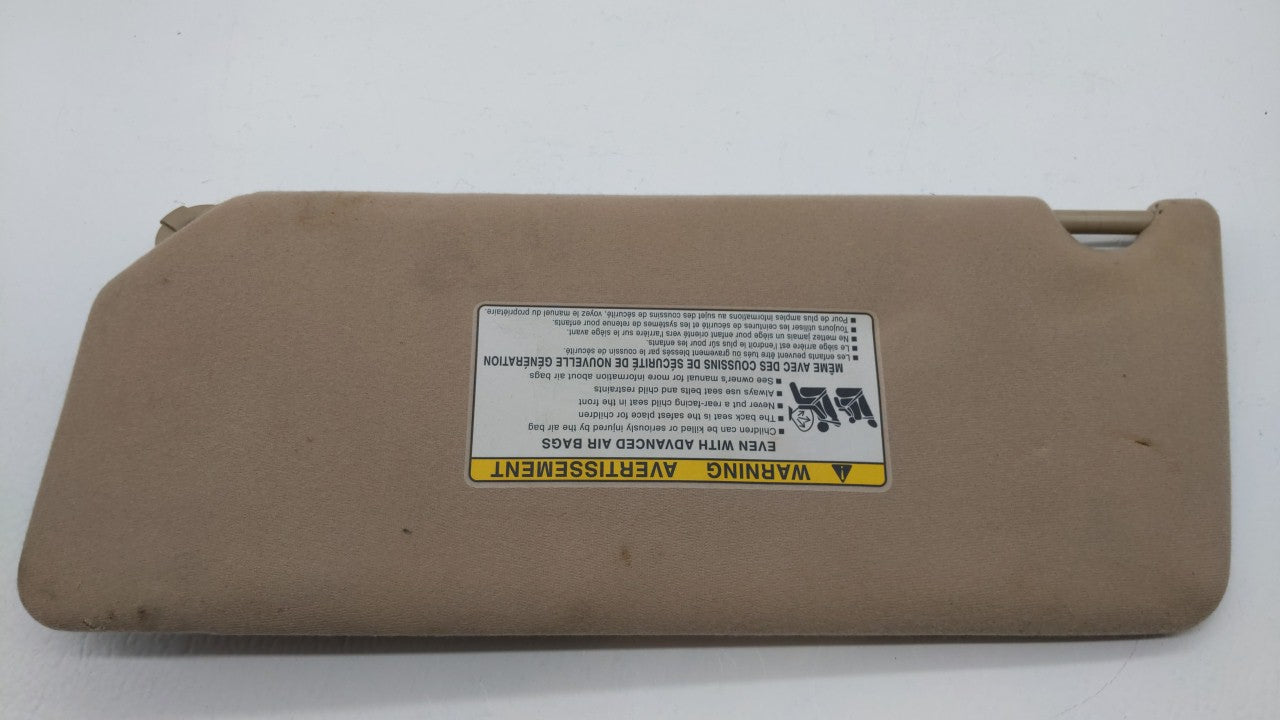 WARNING AVERTISSEMENT
EVEN WITH ADVANCED AIR BAGS
■ Children can be killed or seriously injured by the air bag
■ The back seat is the safest place for children
■ Never put a rear-facing child seat in the front
■ Always use seat belts and child restraints
■ See owner's manual for more information about air bags
MÊME AVEC DES COUSSINS DE SÉCURITÉ DE NOUVELLE GÉNÉRATION
■ Les enfants peuvent être tués ou gravement blessés par le coussin de sécurité.
■ Le siège arrière est l'endroit le plus sûr pour les enfants.
■ Ne mettez jamais un siège pour enfant orienté vers l'arrière sur le siège avant.
■ Toujours utiliser les ceintures de sécurité et les systèmes de retenue pour enfants.
■ Pour de plus amples informations au sujet des coussins de sécurité, voyez le manuel du propriétaire.